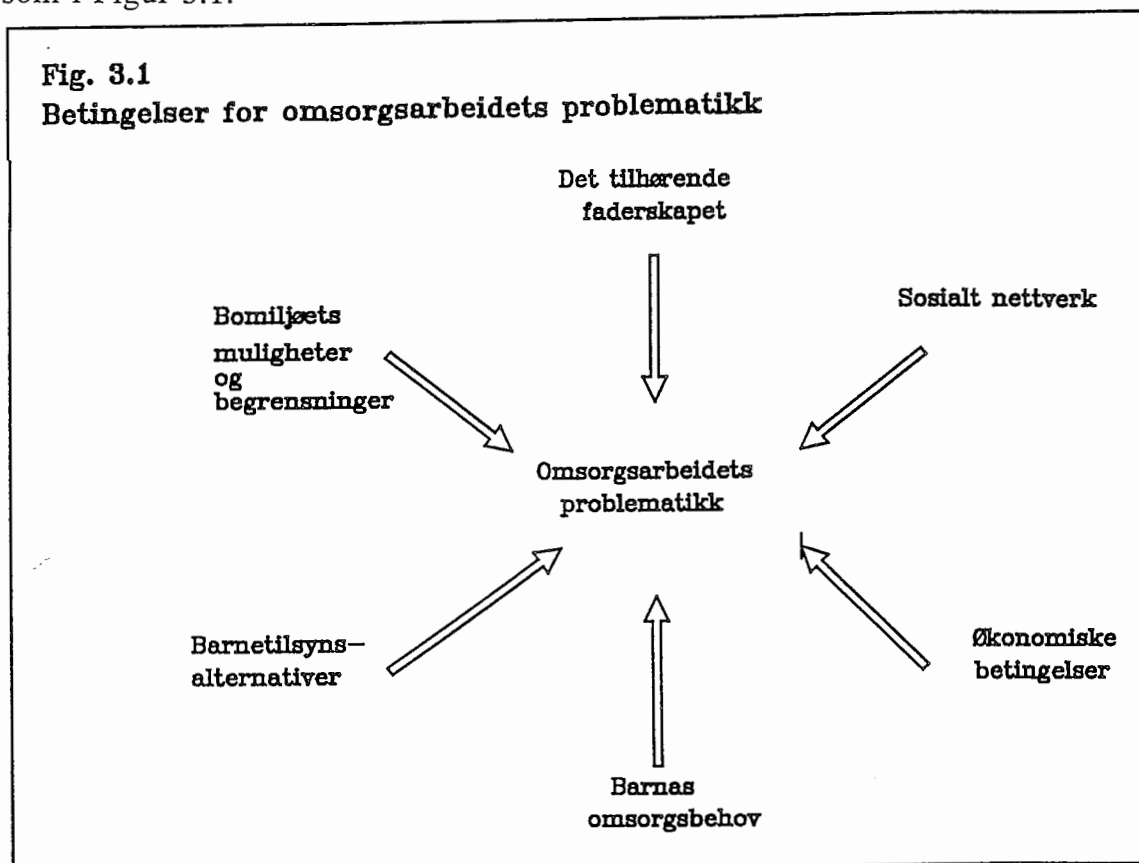 som i Figur 3.1.
Fig. 3.1
Betingelser for omsorgsarbeidets problematikk
Det tilhørende
faderskapet
Sosialt nettverk
Bomiljøets
muligheter
og
begrensninger
Omsorgsarbeidets
problematikk
Barnetilsyns-
alternativer
Økonomiske
betingelser
Barnas
omsorgsbehov